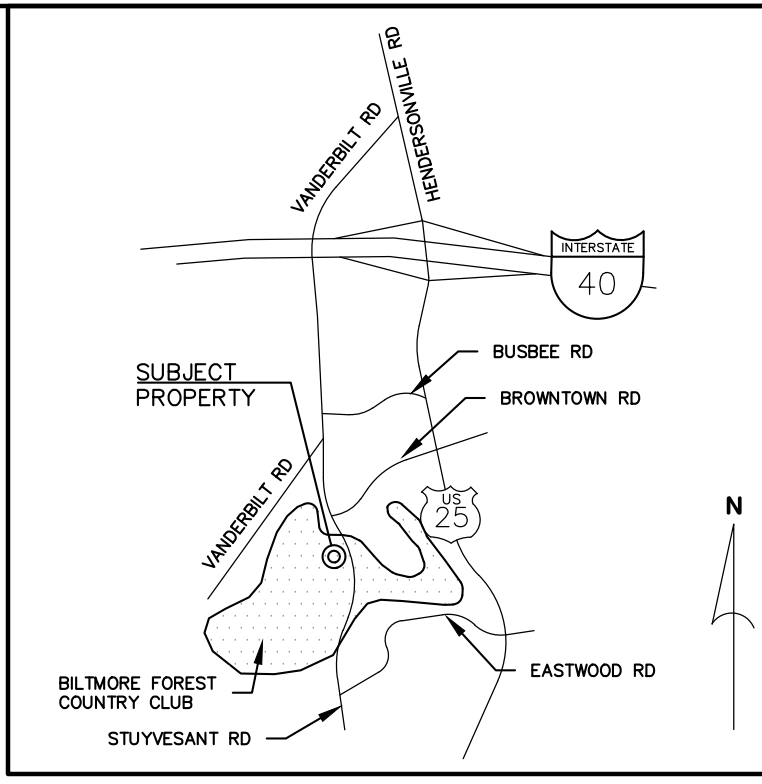 HENDERSONVILLE RD
VANDERBILT RD
INTERSTATE
40
BUSBEE RD
SUBJECT
PROPERTY
BROWNTOWN RD
VANDERBILT RD
US
25
N
EASTWOOD RD
BILTMORE FOREST
COUNTRY CLUB
STUYVESANT RD